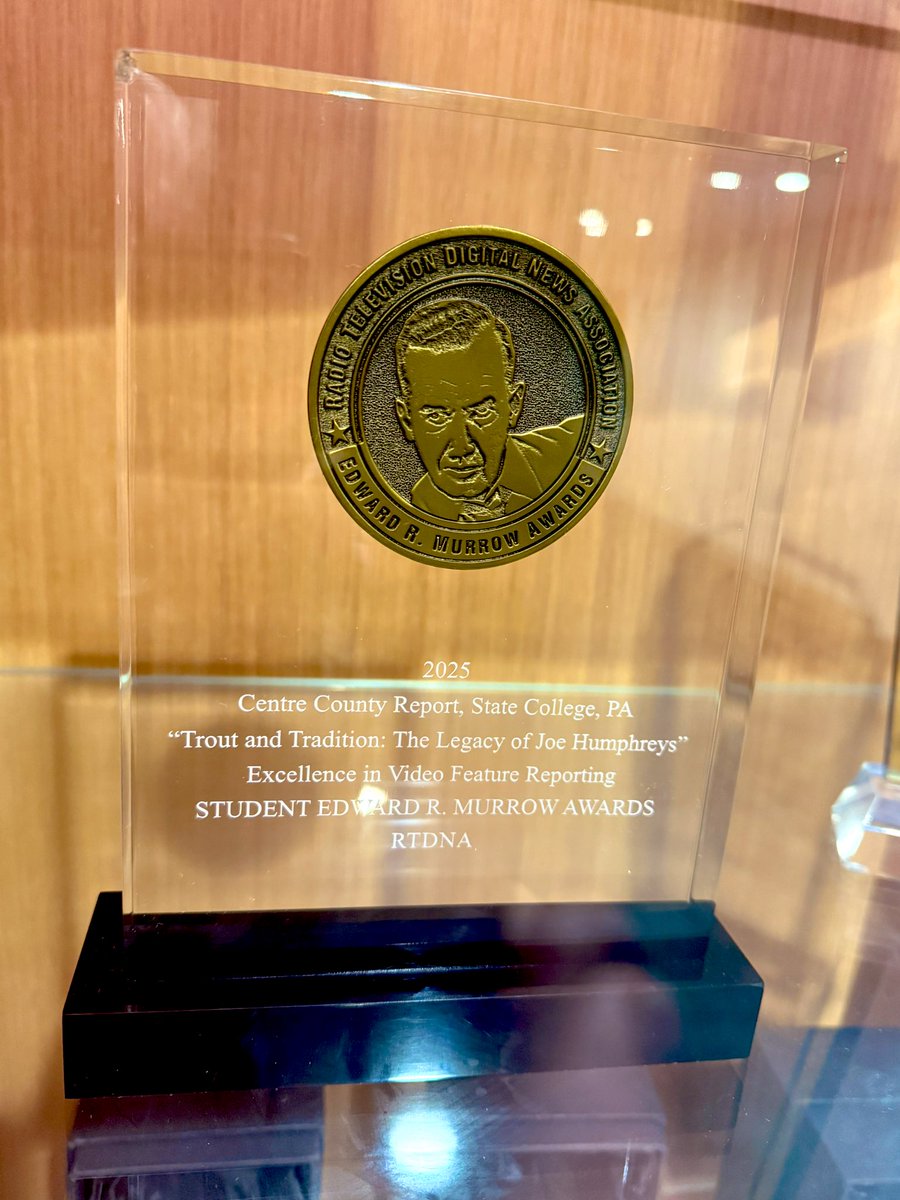 RADIO TELEVISION DIGITAL NEWS ASSOCIATION
EDWARD R. MURROW AWARDS
2025
Centre County Report, State College, PA
“Trout and Tradition: The Legacy of Joe Humphreys”
Excellence in Video Feature Reporting
STUDENT EDWARD R. MURROW AWARDS
RTDNA